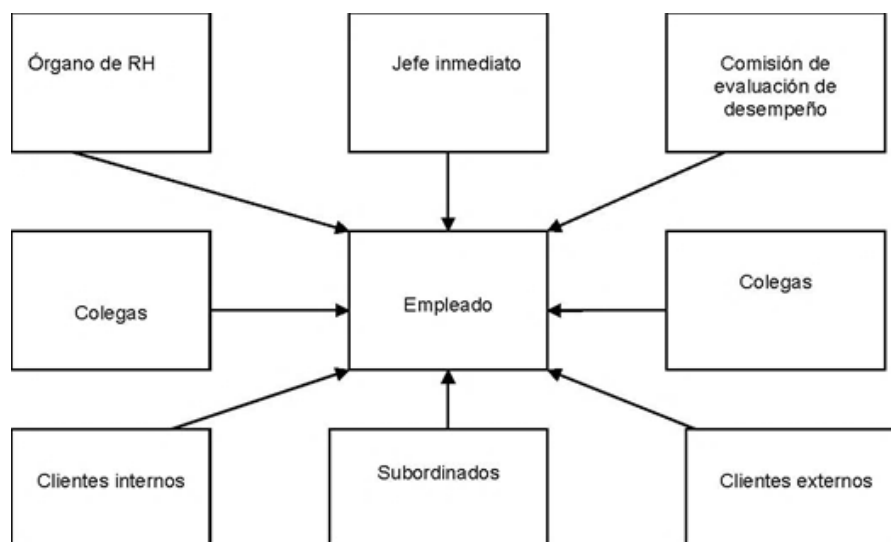 Órgano de RH
Jefe inmediato
Comisión de
evaluación de
desempeño
Colegas
Empleado
Colegas
Clientes internos
Subordinados
Clientes externos